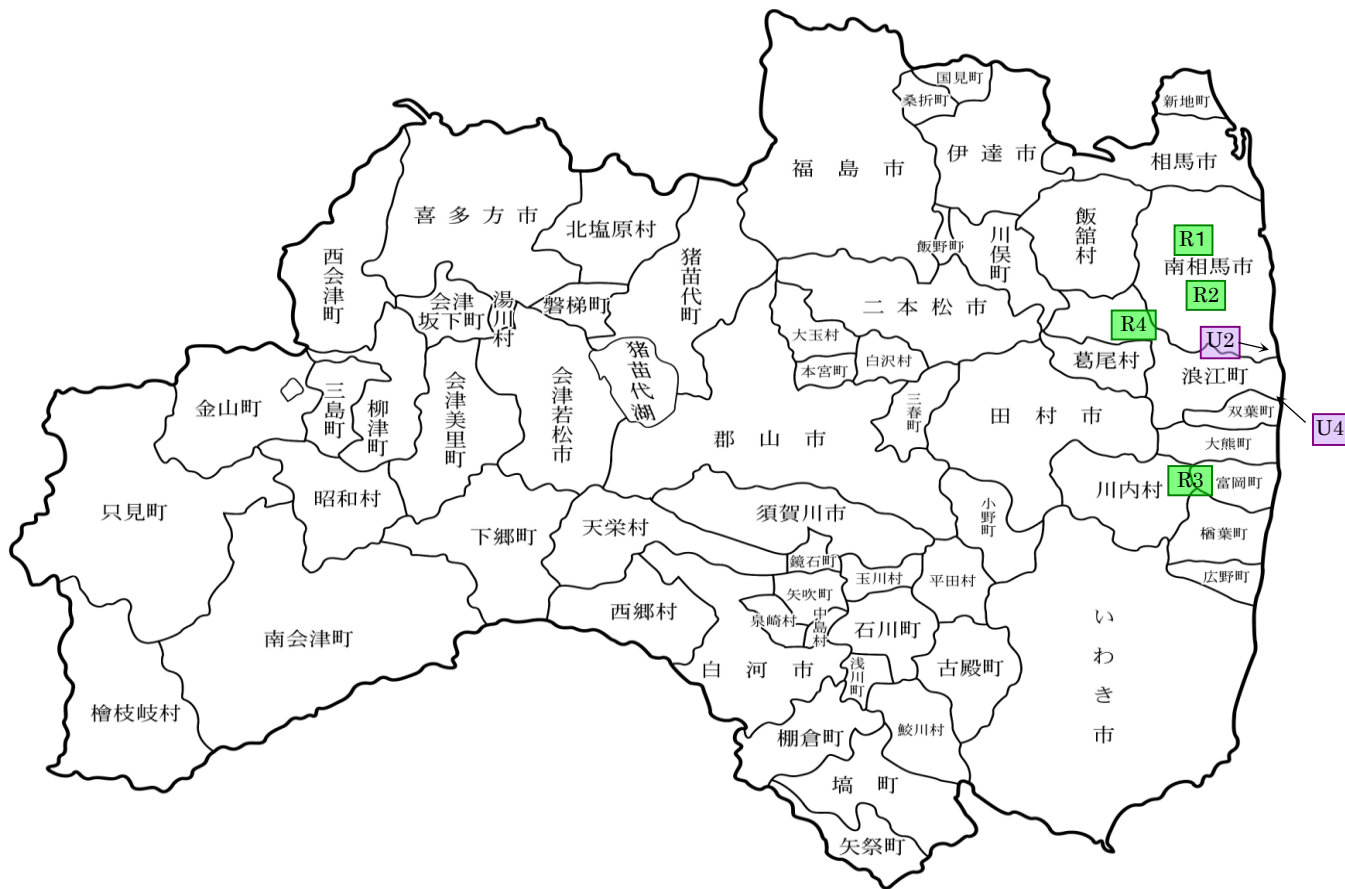 国見町
桑折町
新地町
福島市
伊達市
相馬市
喜多方市
北塩原村
飯野町
川俣町
飯舘村
R1
南相馬市
R2
西会津町
猪苗代町
会津
坂下町
湯川村
磐梯町
二本松市
大玉村
R4
U2
本宮町
白沢村
葛尾村
浪江町
猪苗代湖
金山町
三島町
柳津町
会津美里町
会津若松市
郡山市
三春町
田村市
双葉町
U4
大熊町
只見町
昭和村
下郷町
天栄村
須賀川市
小野町
川内村
R3
富岡町
楢葉町
鏡石町
玉川村
平田村
広野町
矢吹町
泉崎村
中島村
西郷村
石川町
南会津町
白河市
浅川町
古殿町
いわき市
檜枝岐村
棚倉町
鮫川村
塙町
矢祭町